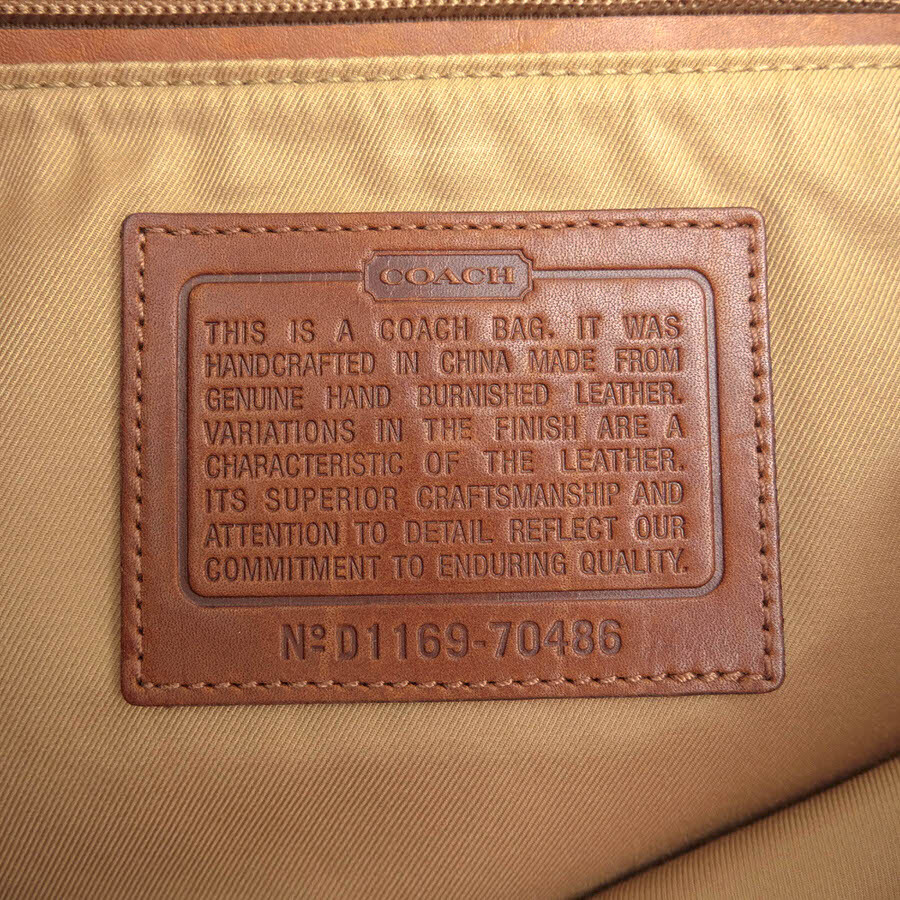 COACH
THIS IS A COACH BAG. IT WAS
HANDCRAFTED IN CHINA MADE FROM
GENUINE HAND BURNISHED LEATHER.
VARIATIONS IN THE FINISH ARE A
CHARACTERISTIC OF THE LEATHER.
ITS SUPERIOR CRAFTSMANSHIP AND
ATTENTION TO DETAIL REFLECT OUR
COMMITMENT TO ENDURING QUALITY.
Nº D1169-70486